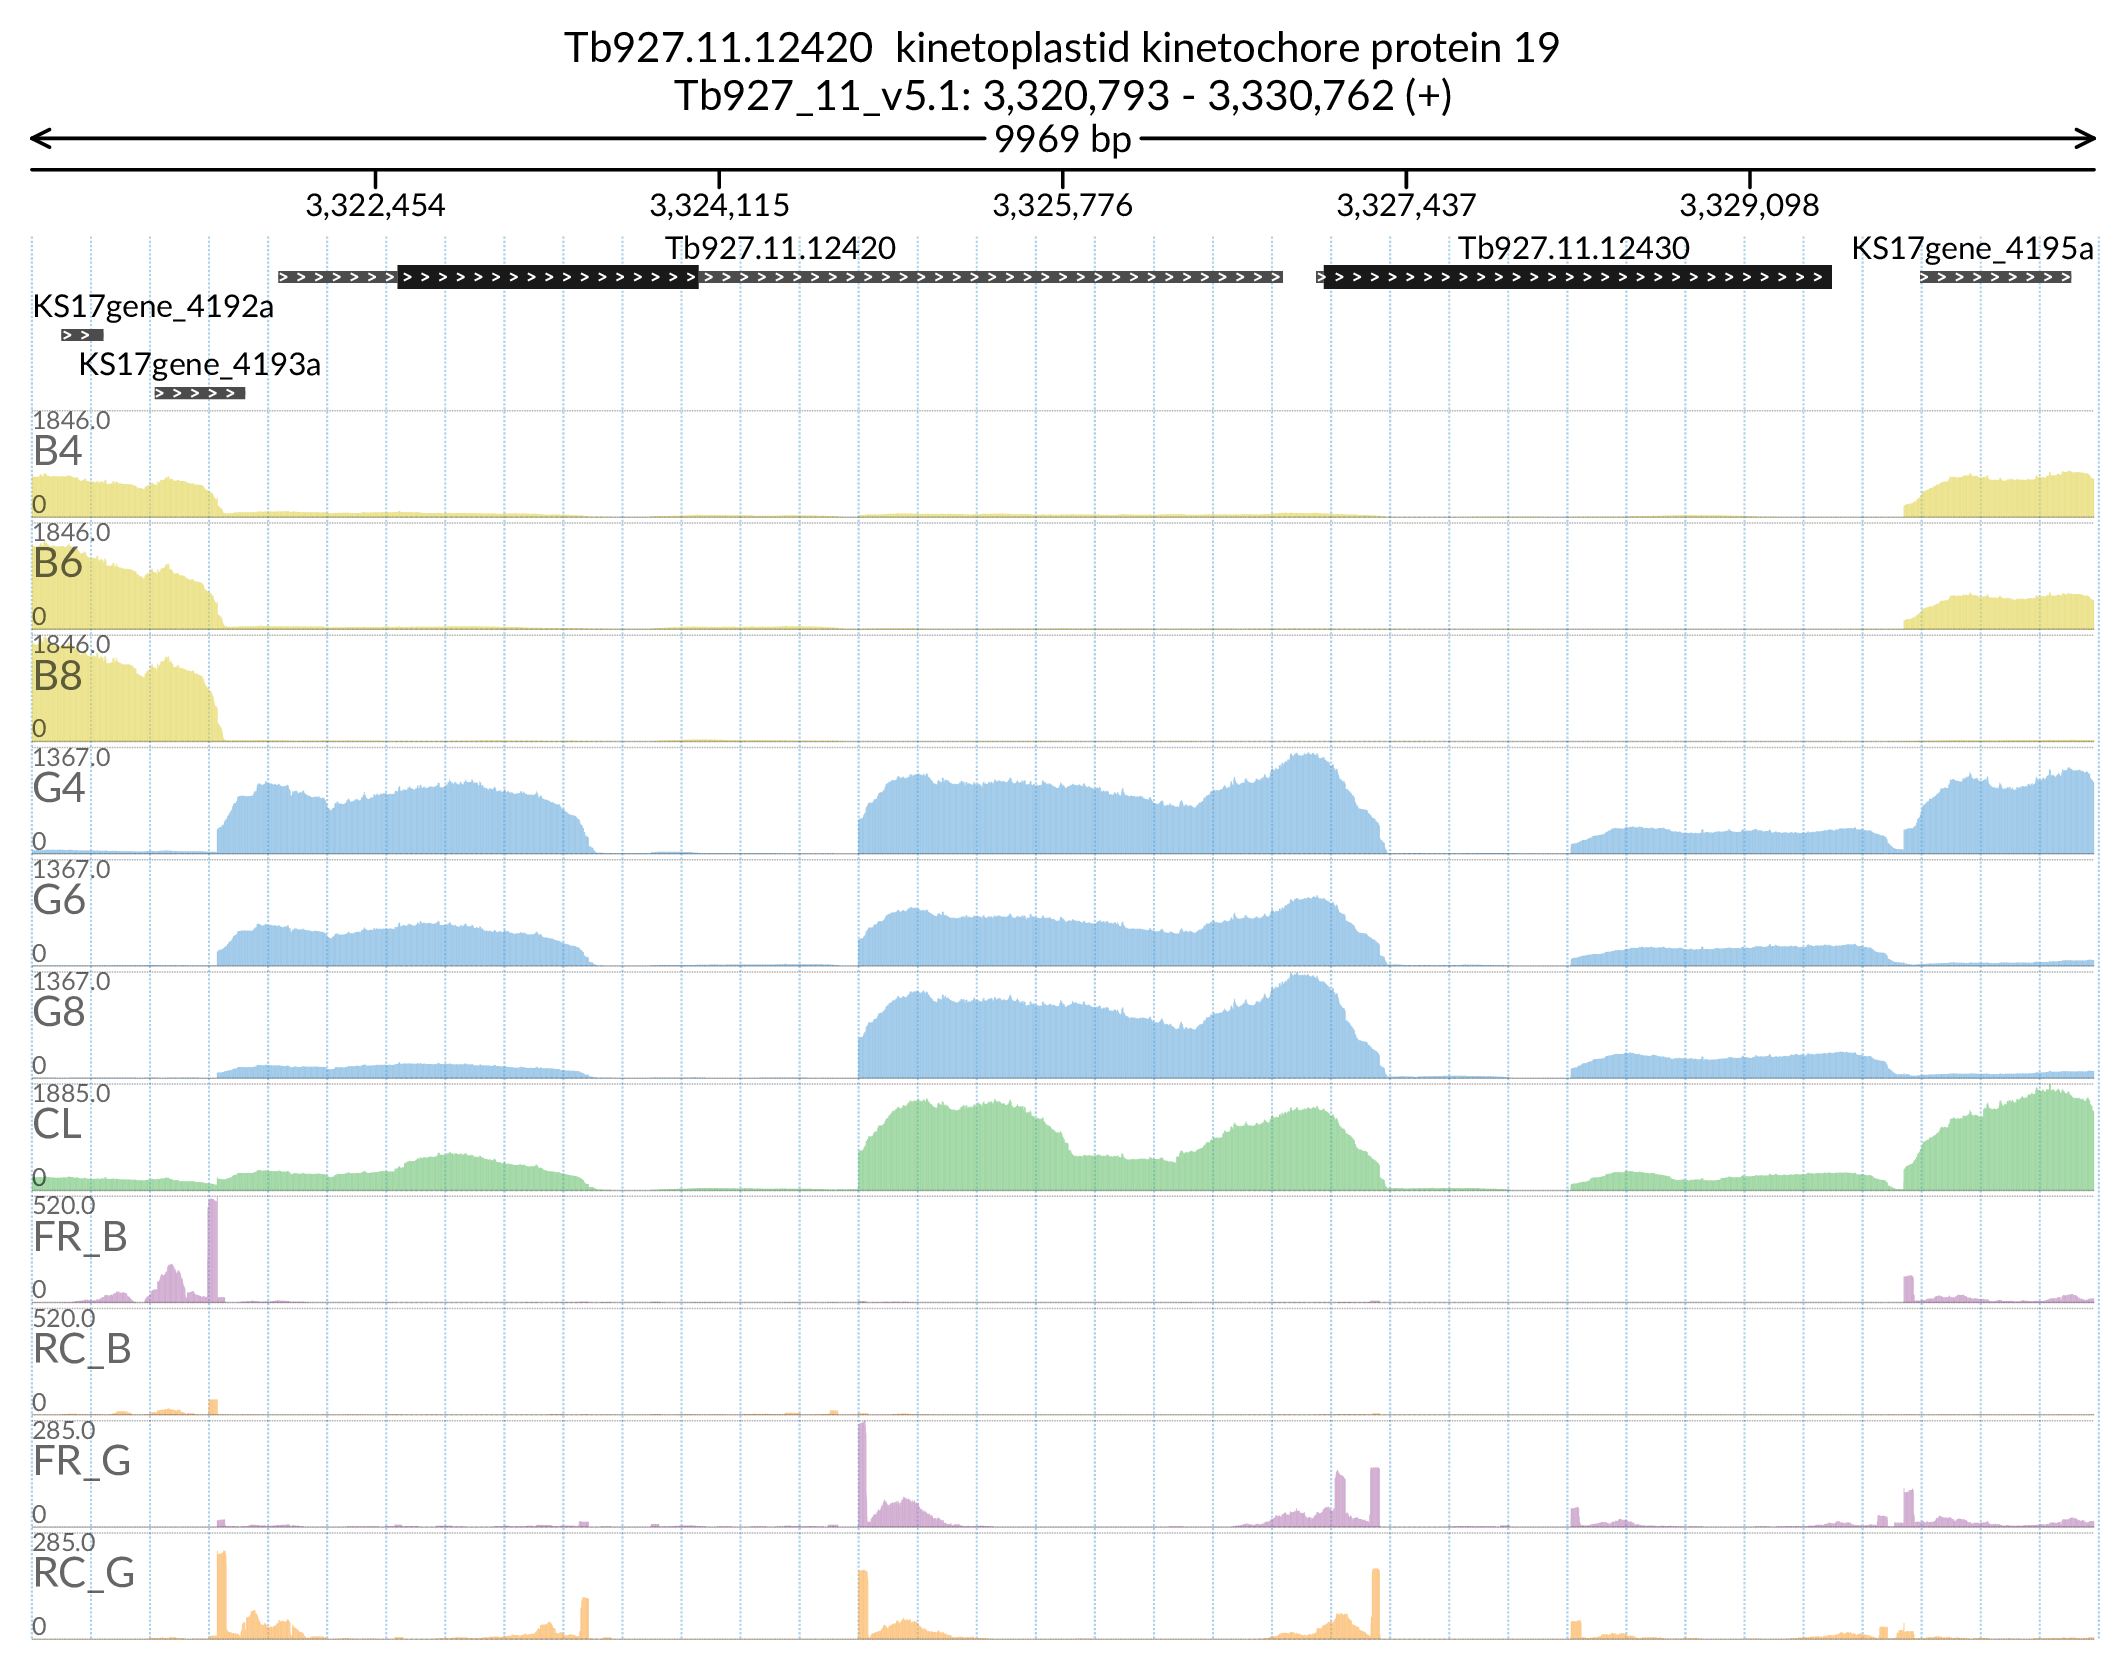 Tb927.11.12420  kinetoplastid kinetochore protein 19
Tb927_11_v5.1: 3,320,793 - 3,330,762 (+)
9969 bp
3,322,454 3,324,115 3,325,776 3,327,437 3,329,098
Tb927.11.12420 Tb927.11.12430 KS17gene_4195a
KS17gene_4192a
KS17gene_4193a
1846.0
B4
0
1846.0
B6
0
1846.0
B8
0
1367.0
G4
0
1367.0
G6
0
1367.0
G8
0
1885.0
CL
0
520.0
FR_B
0
520.0
RC_B
0
285.0
FR_G
0
285.0
RC_G
0